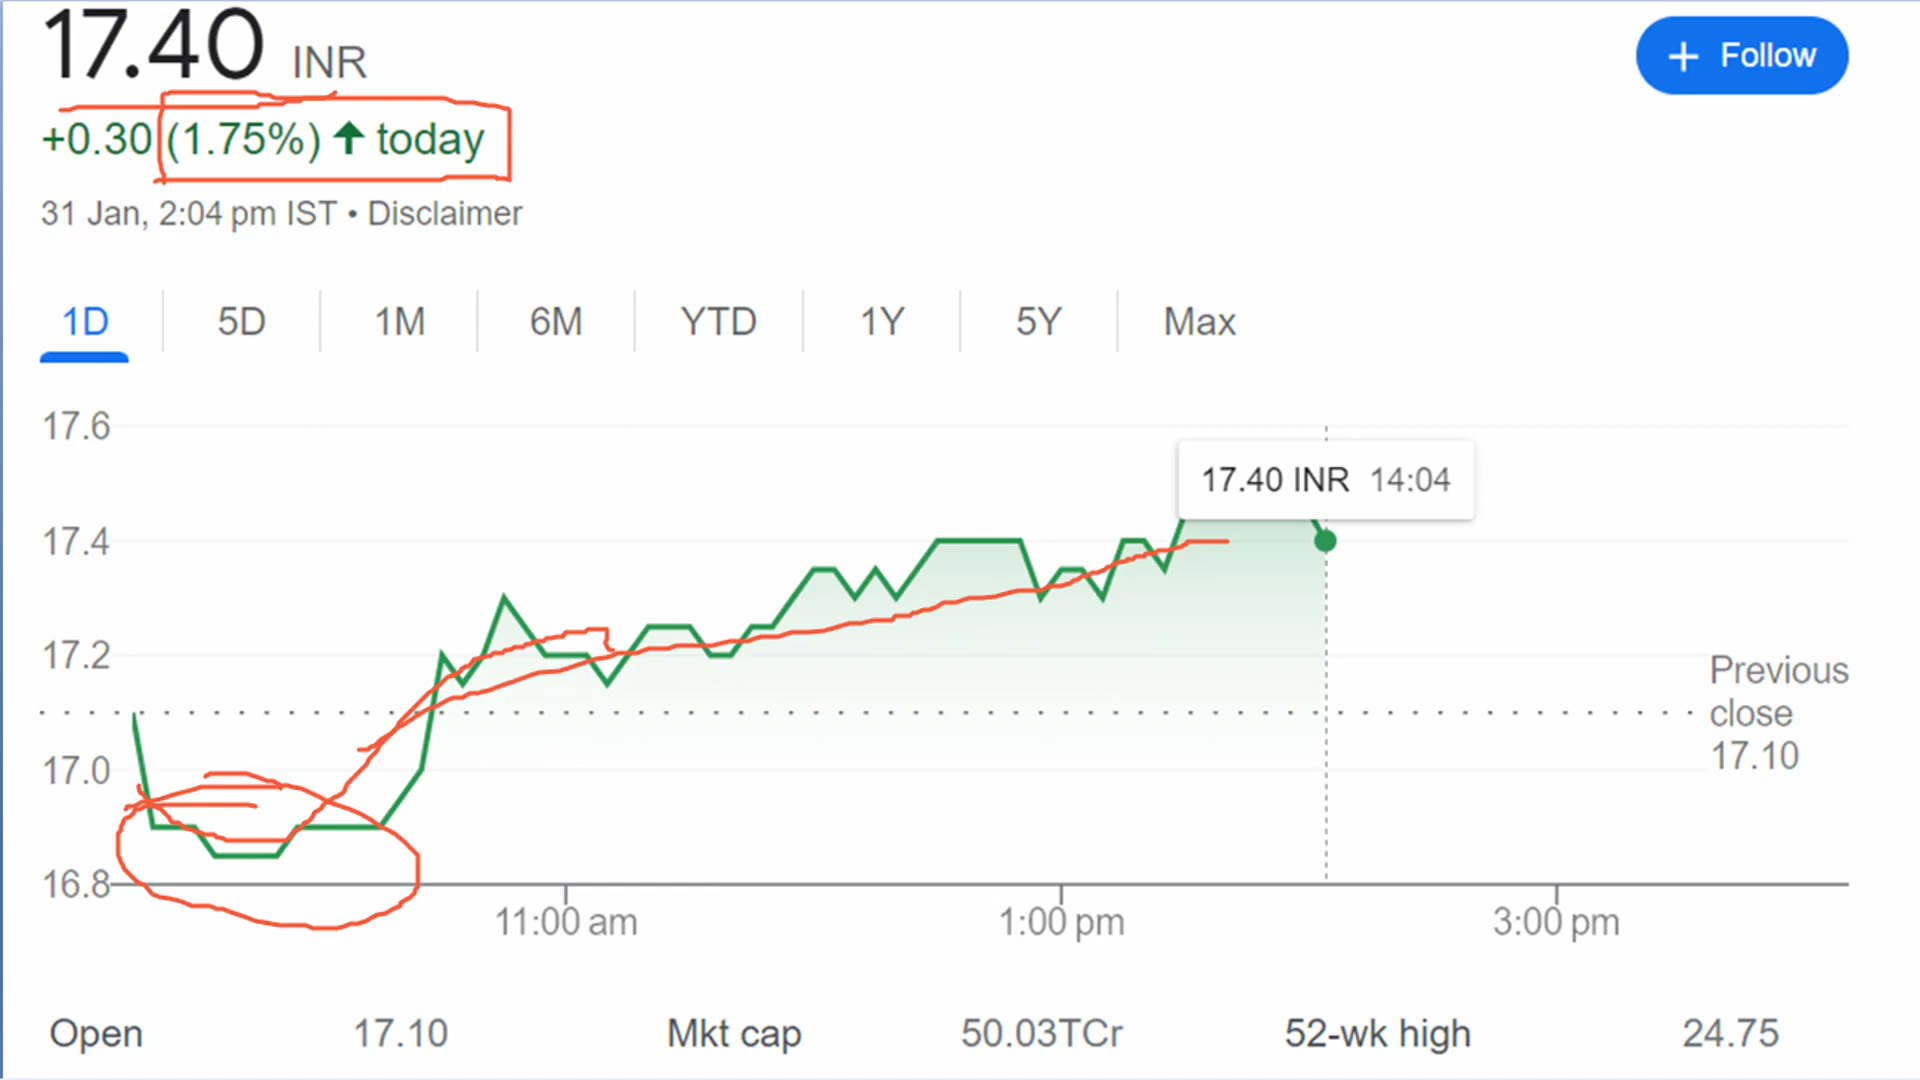 17.40 INR
+ Follow
+0.30 (1.75%) ↑ today
31 Jan, 2:04 pm IST • Disclaimer
1D 5D 1M 6M YTD 1Y 5Y Max
17.6
17.40 INR 14:04
17.4
17.2
Previous
close
17.10
17.0
16.8
11:00 am 1:00 pm 3:00 pm
Open 17.10 Mkt cap 50.03TCr 52-wk high 24.75